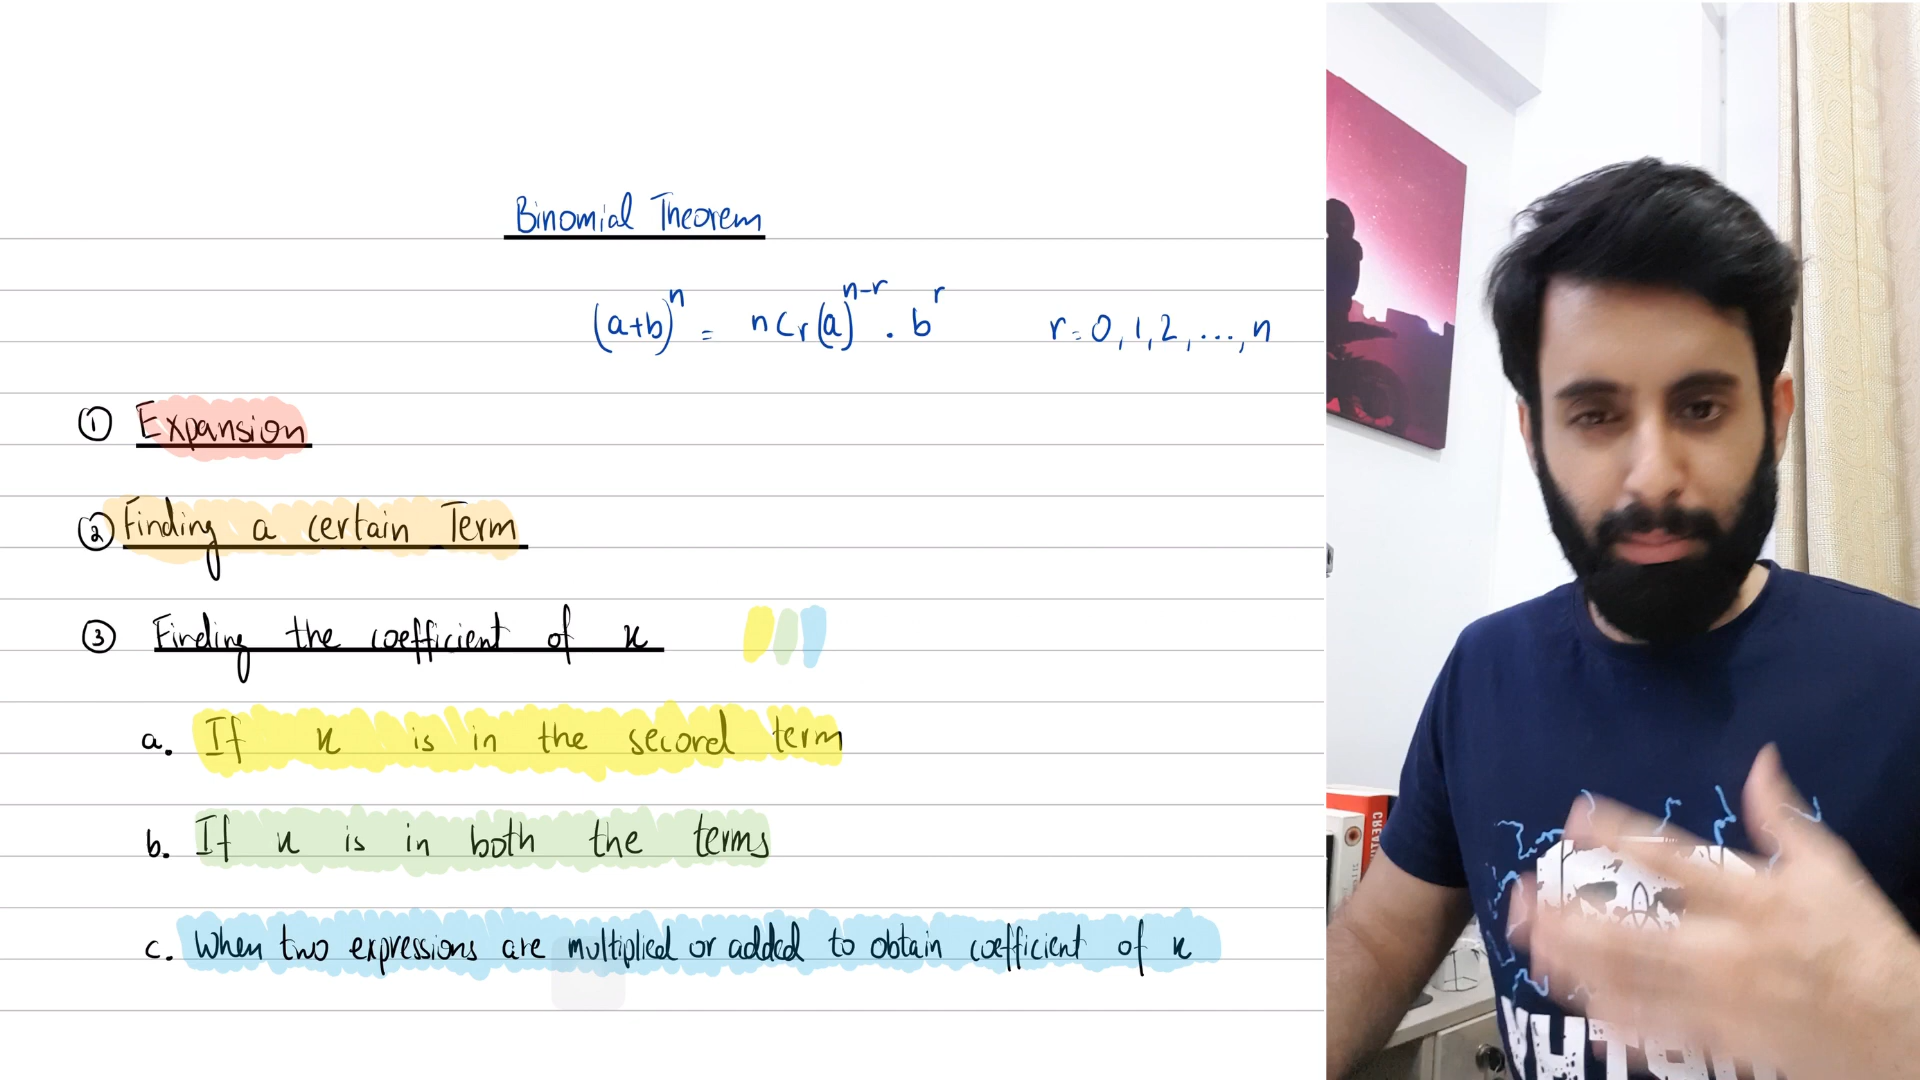 Binomial Theorem
(a+b)^n = nCr(a)^n-r . b^r r=0,1,2,...,n
① Expansion
② Finding a certain Term
③ Finding the coefficient of x
a. If x is in the second term
b. If x is in both the terms
c. When two expressions are multiplied or added to obtain coefficient of x